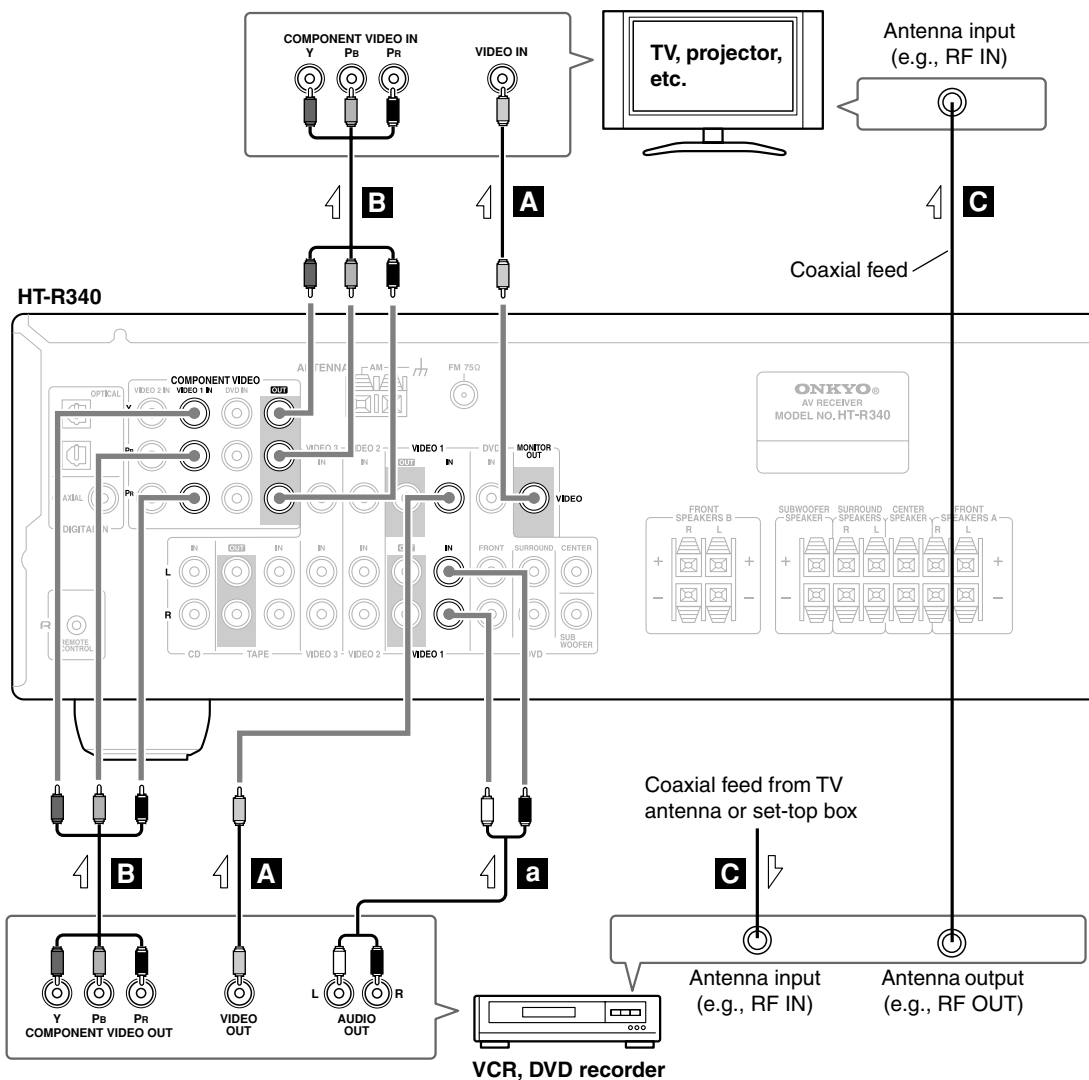 COMPONENT VIDEO IN
Y PB PR
VIDEO IN
TV, projector,
etc.
Antenna input
(e.g., RF IN)
B
A
C
Coaxial feed
HT-R340
ANTENNA
AM
FM 75Ω
COMPONENT VIDEO
OPTICAL
VIDEO 2 IN VIDEO 1 IN DVD IN OUT
Y
PB
PR
COAXIAL
DIGITAL IN
VIDEO 3 VIDEO 2 VIDEO 1 DVD MONITOR
OUT
IN IN OUT IN IN
VIDEO
ONKYO®
AV RECEIVER
MODEL NO. HT-R340
IN OUT IN IN IN OUT IN FRONT SURROUND CENTER
L
R
SUB
WOOFER
CD TAPE VIDEO 3 VIDEO 2 VIDEO 1 DVD
REMOTE
CONTROL
FRONT
SPEAKERS B
R L
SUBWOOFER
SPEAKER
SURROUND
SPEAKERS
R L
CENTER
SPEAKER
FRONT
SPEAKERS A
R L
+ + + +
– – – –
Coaxial feed from TV
antenna or set-top box
B
A
a
C
Y PB PR
COMPONENT VIDEO OUT
VIDEO
OUT
L R
AUDIO
OUT
Antenna input
(e.g., RF IN)
Antenna output
(e.g., RF OUT)
VCR, DVD recorder